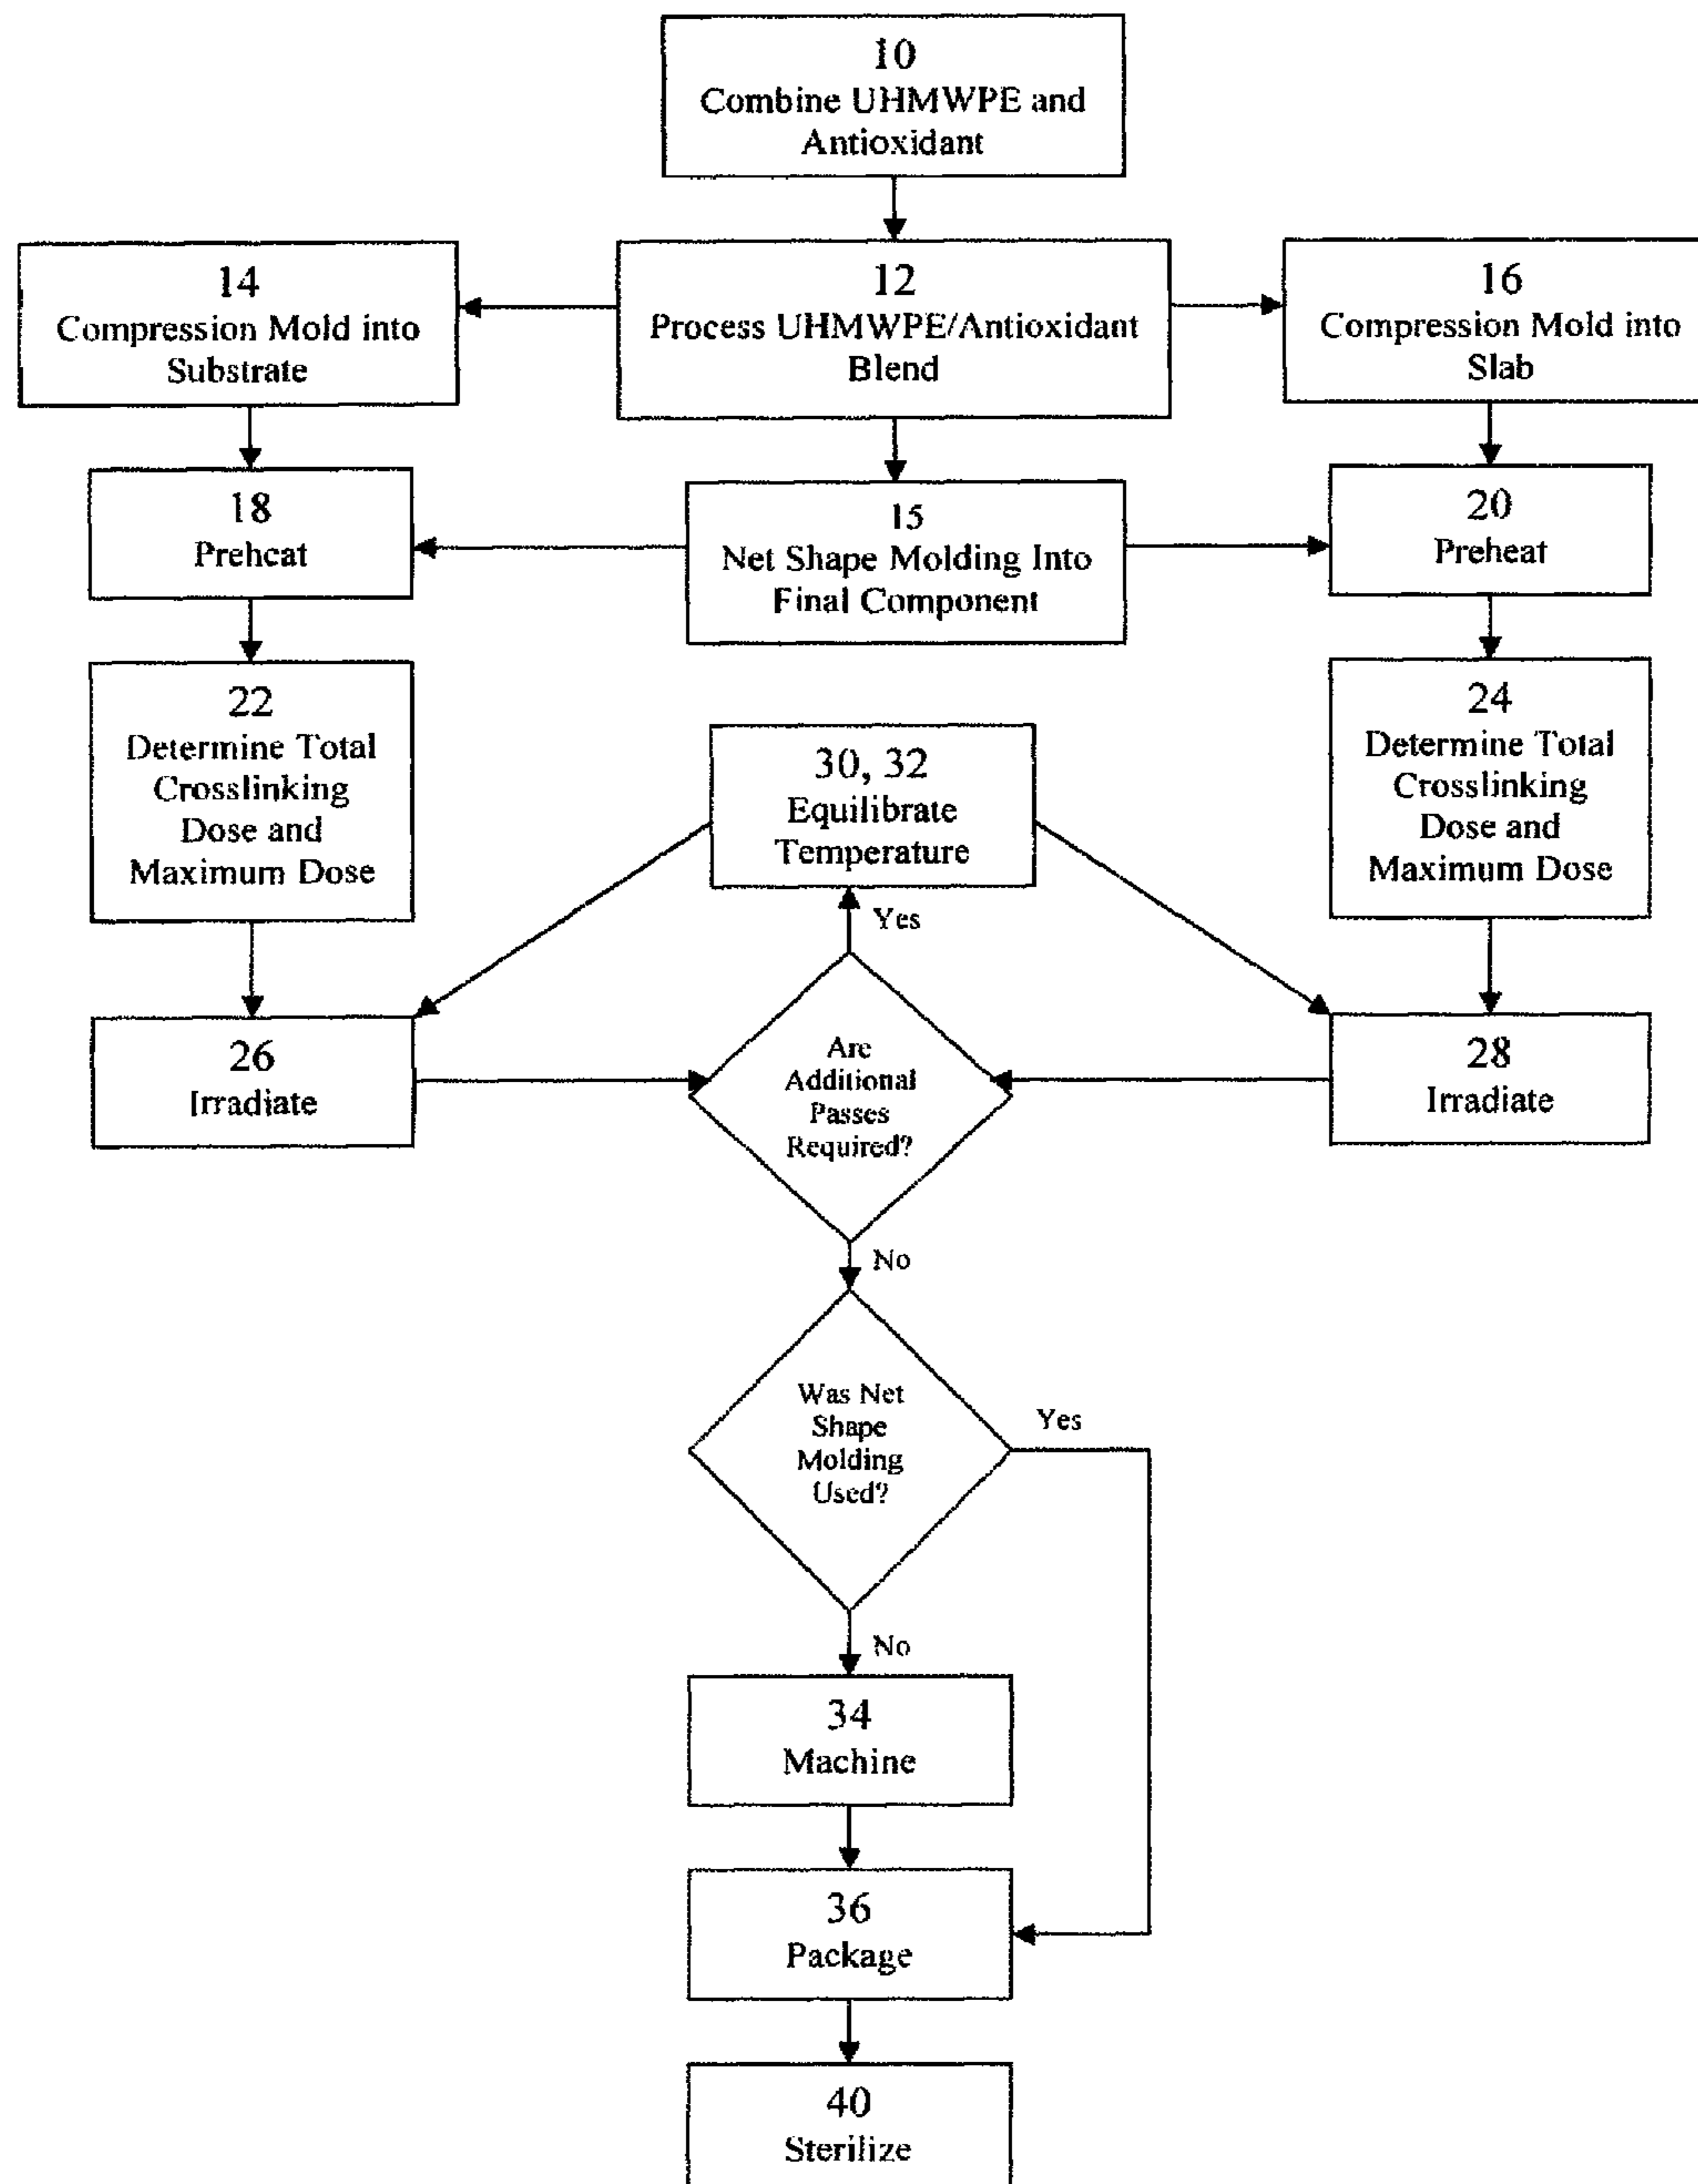 10
Combine UHMWPE and
Antioxidant
14
Compression Mold into
Substrate
12
Process UHMWPE/Antioxidant
Blend
16
Compression Mold into
Slab
18
Preheat
15
Net Shape Molding Into
Final Component
20
Preheat
22
Determine Total
Crosslinking
Dose and
Maximum Dose
30, 32
Equilibrate
Temperature
24
Determine Total
Crosslinking
Dose and
Maximum Dose
Yes
26
Irradiate
Are
Additional
Passes
Required?
28
Irradiate
No
Was Net
Shape
Molding
Used?
Yes
No
34
Machine
36
Package
40
Sterilize